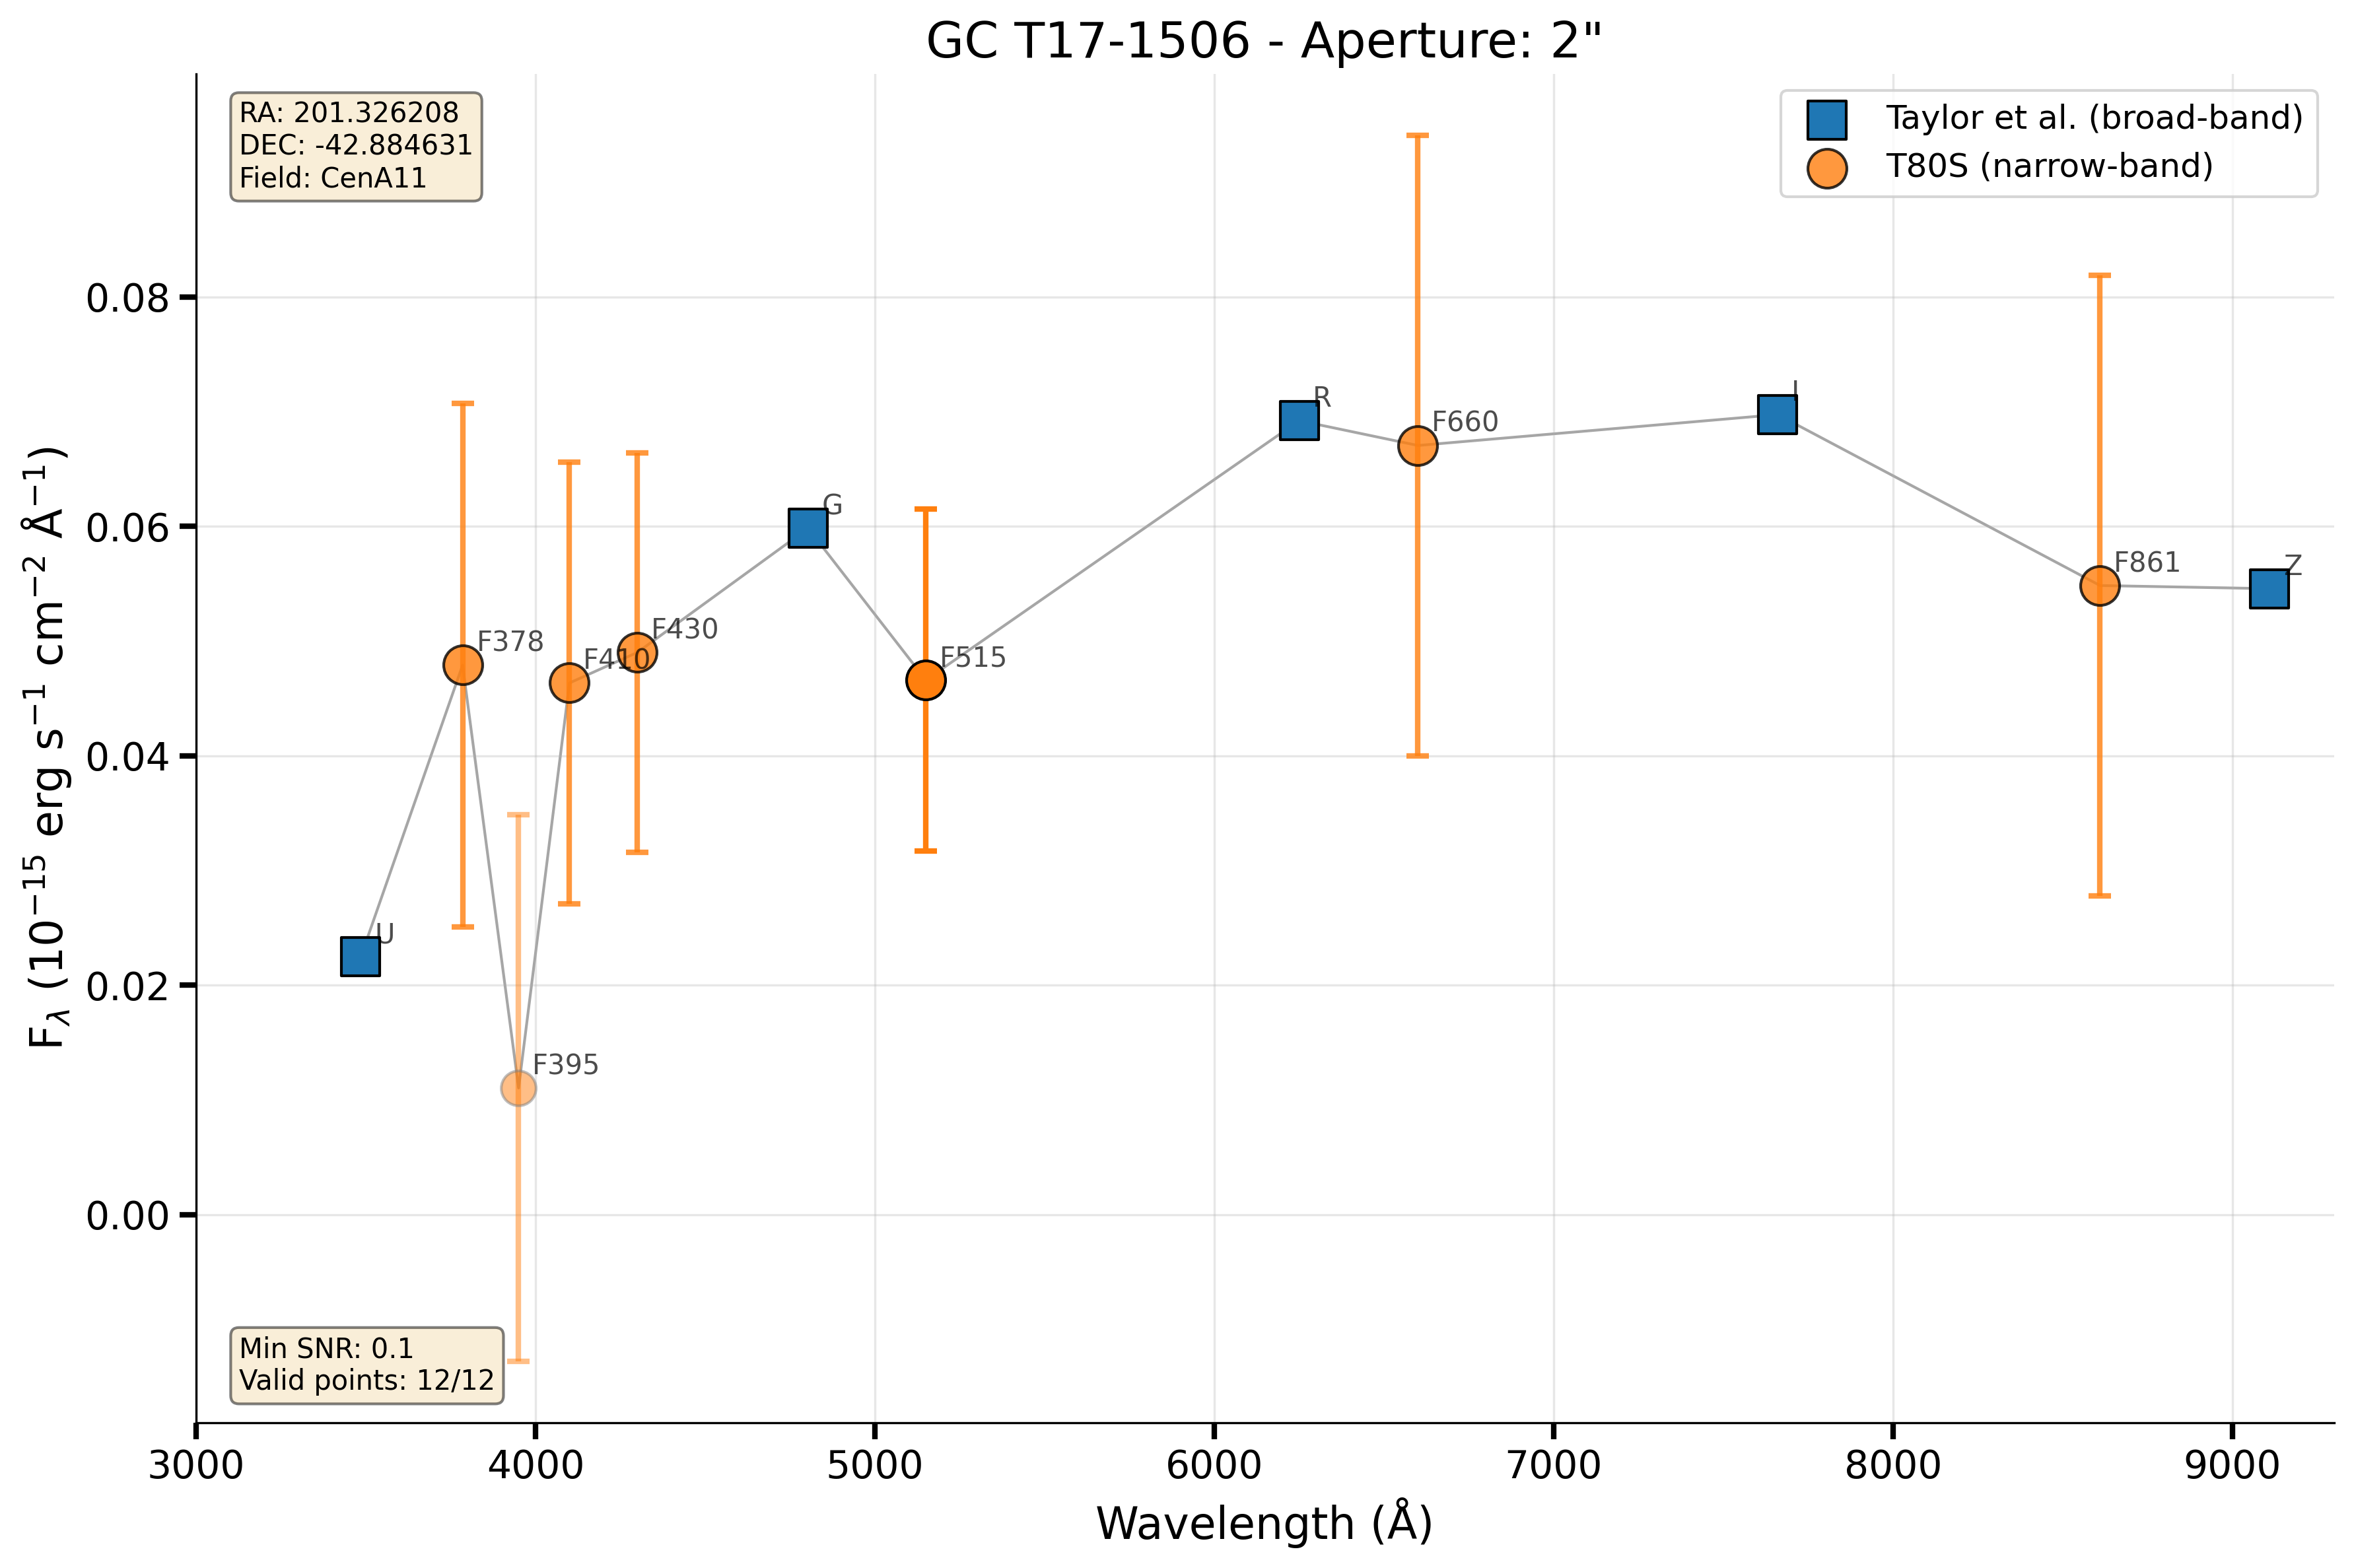 GC T17-1506 - Aperture: 2"
RA: 201.326208
DEC: -42.884631
Field: CenA11
Taylor et al. (broad-band)
T80S (narrow-band)
F_λ (10⁻¹⁵ erg s⁻¹ cm⁻² Å⁻¹)
0.08
0.06
0.04
0.02
0.00
U
F378
F395
F410
F430
G
F515
R
F660
I
F861
Z
Min SNR: 0.1
Valid points: 12/12
3000 4000 5000 6000 7000 8000 9000
Wavelength (Å)